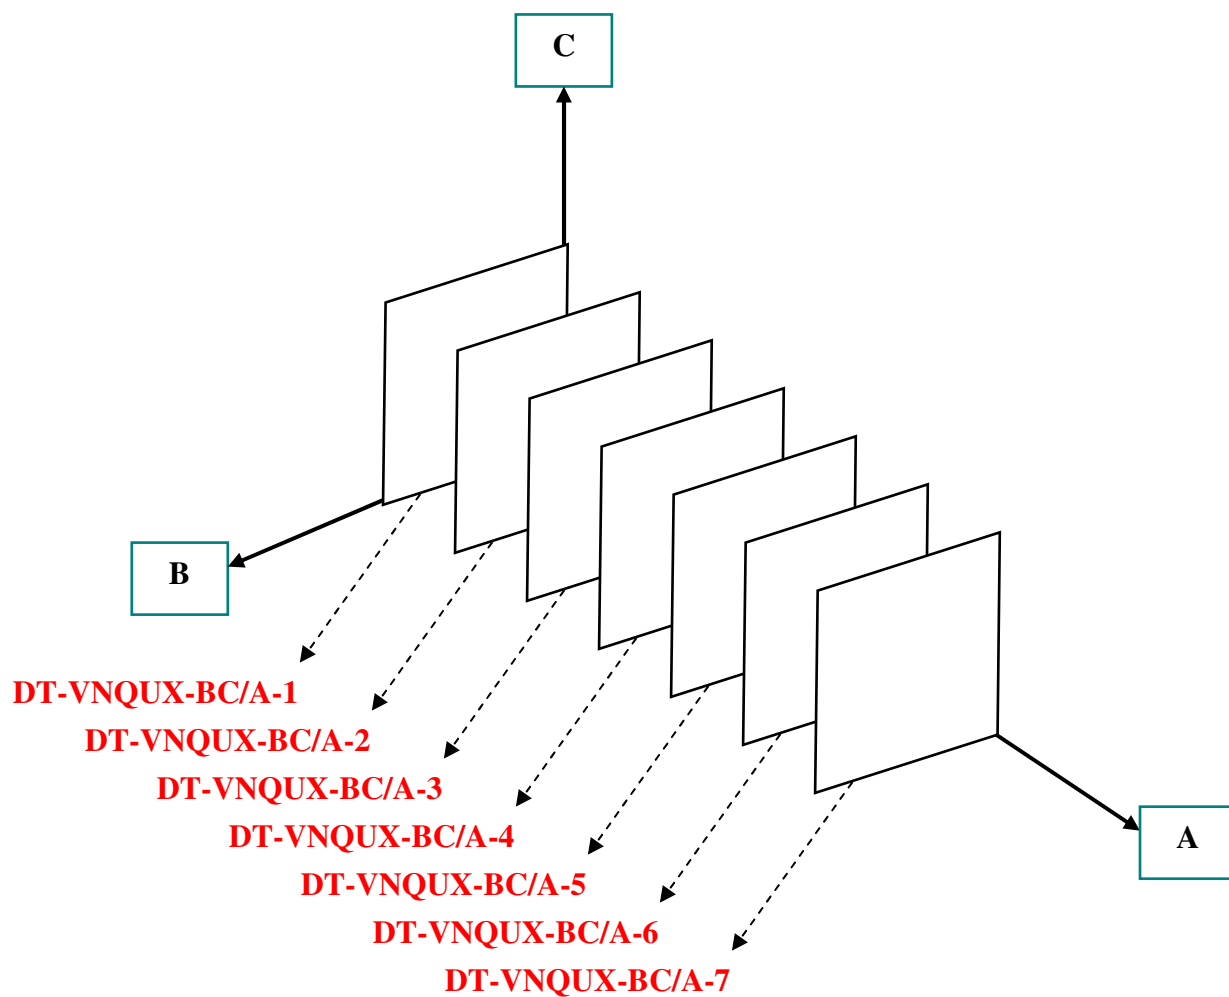 C
B
DT-VNQUX-BC/A-1
DT-VNQUX-BC/A-2
DT-VNQUX-BC/A-3
DT-VNQUX-BC/A-4
A
DT-VNQUX-BC/A-5
DT-VNQUX-BC/A-6
DT-VNQUX-BC/A-7